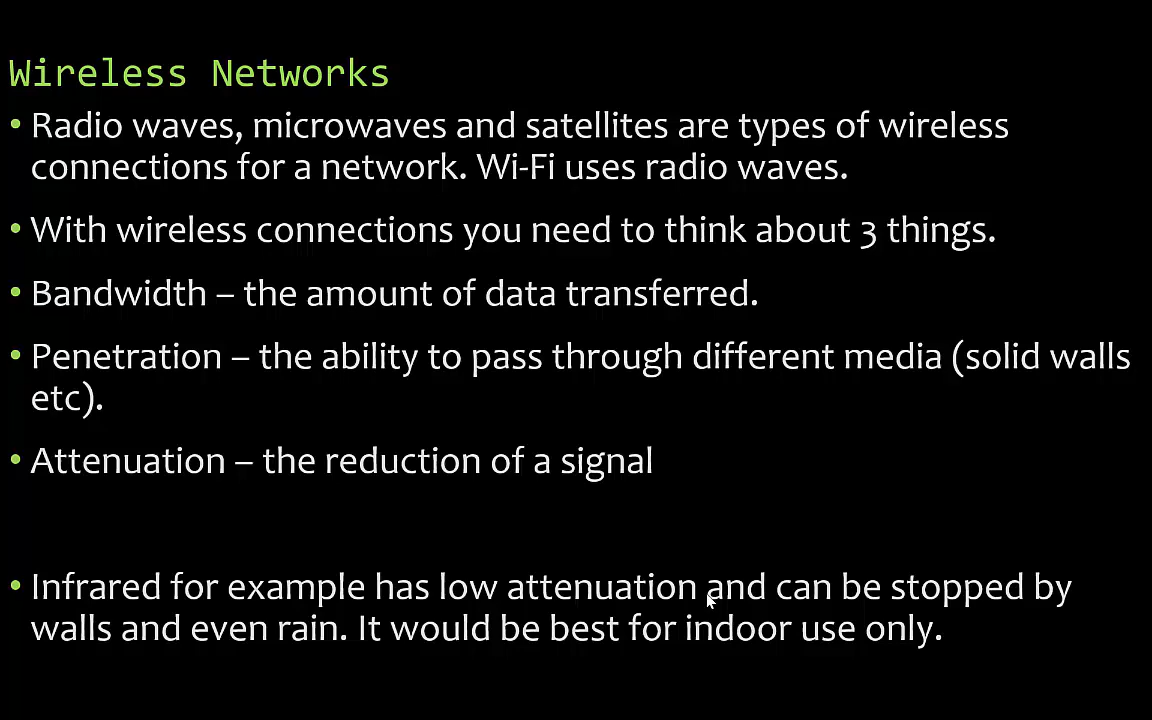 Wireless Networks
• Radio waves, microwaves and satellites are types of wireless
connections for a network. Wi-Fi uses radio waves.
• With wireless connections you need to think about 3 things.
• Bandwidth – the amount of data transferred.
• Penetration – the ability to pass through different media (solid walls
etc).
• Attenuation – the reduction of a signal
• Infrared for example has low attenuation and can be stopped by
walls and even rain. It would be best for indoor use only.